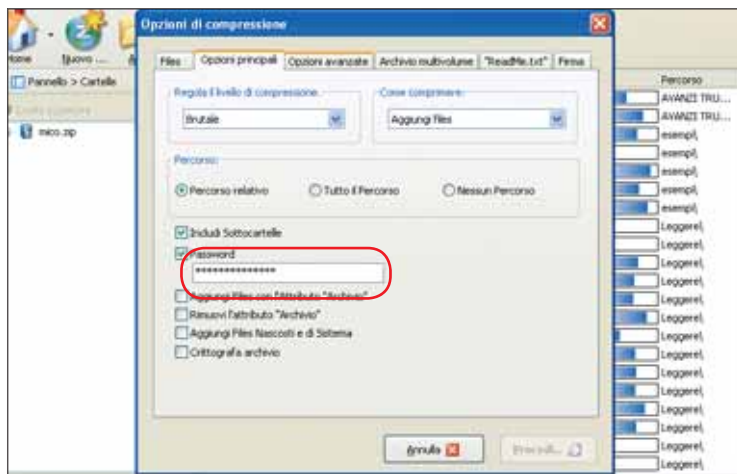 Opzioni di compressione
Nuovo ...
Pannello > Cartelle
mico.zip
Files
Opzioni principali
Opzioni avanzate
Archivio multivolume
"ReadMe.txt"
Firma
Regola il livello di compressione:
Come comprimere:
Brutale
Aggiungi files
Percorso:
Percorso relativo
Tutto il Percorso
Nessun Percorso
Includi Sottocartelle
Password
**************
Aggiungi Files con l'Attributo "Archivio"
Rimuovi l'attributo "Archivio"
Aggiungi Files Nascosti e di Sistema
Crittografa archivio
Annulla
Percorso
AVANZI TRU...
AVANZI TRU...
esempi\
esempi\
esempi\
esempi\
esempi\
Leggere\
Leggere\
Leggere\
Leggere\
Leggere\
Leggere\
Leggere\
Leggere\
Leggere\
Leggere\
Leggere\
Leggere\
Leggere\
Leggere\